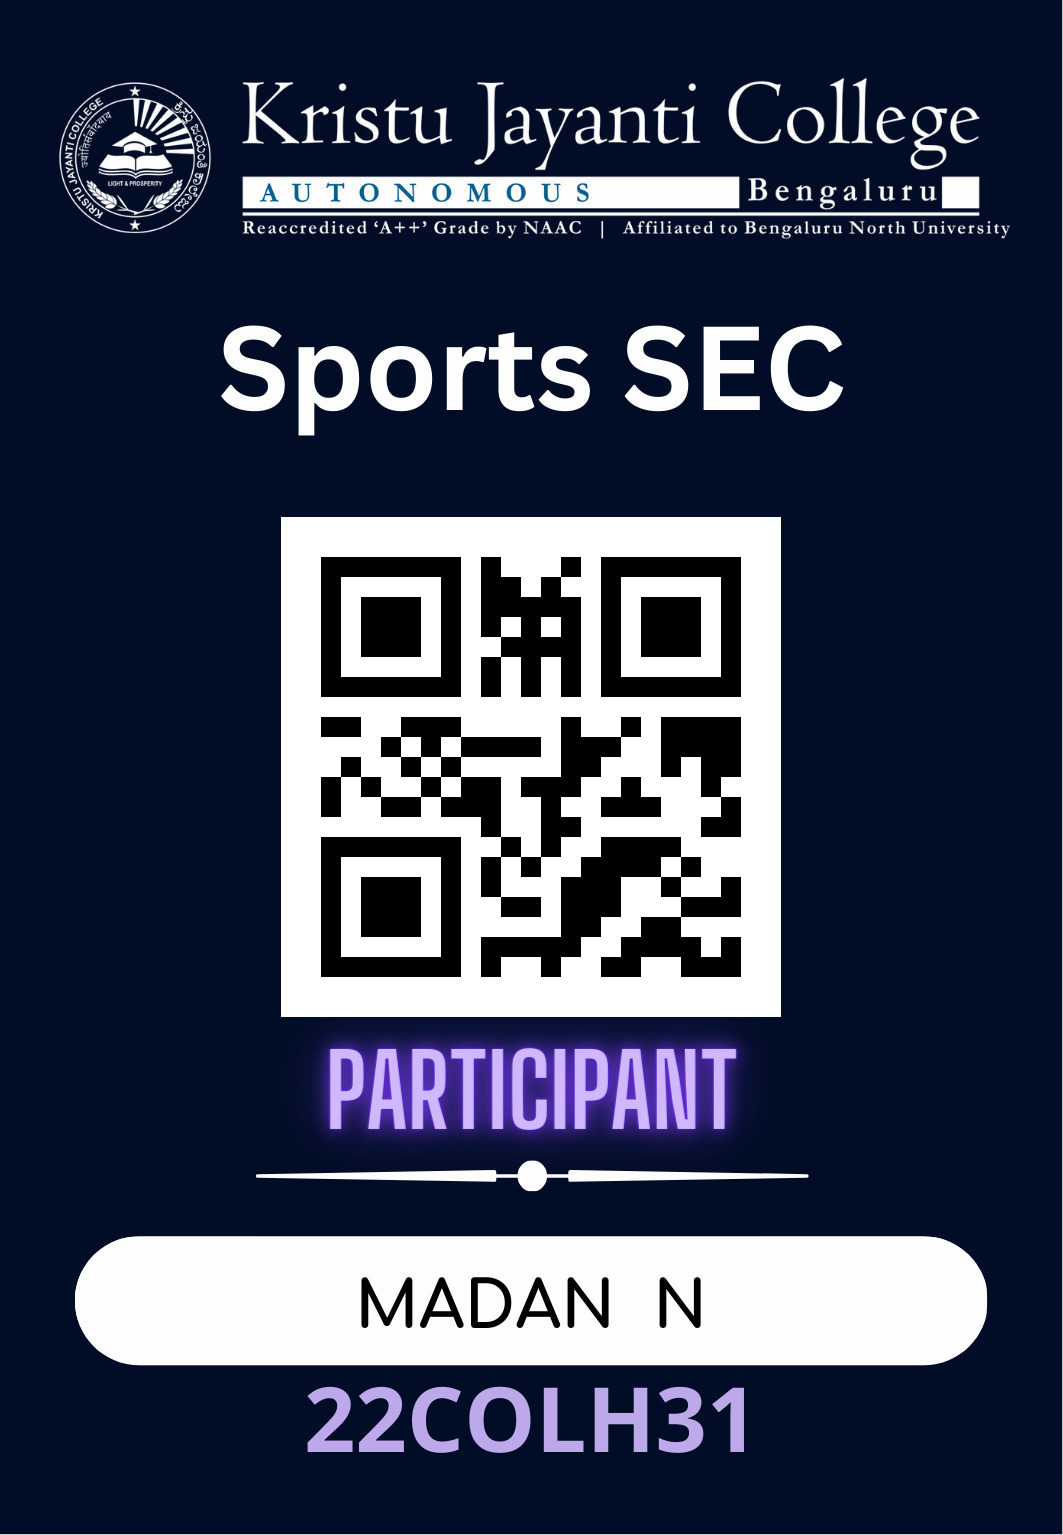 KRISTU JAYANTI COLLEGE
ಕ್ರಿಸ್ತು ಜಯಂತಿ ಕಾಲೇಜು
LIGHT & PROSPERITY
Kristu Jayanti College
AUTONOMOUS Bengaluru
Reaccredited ‘A++’ Grade by NAAC | Affiliated to Bengaluru North University
Sports SEC
PARTICIPANT
MADAN N
22COLH31